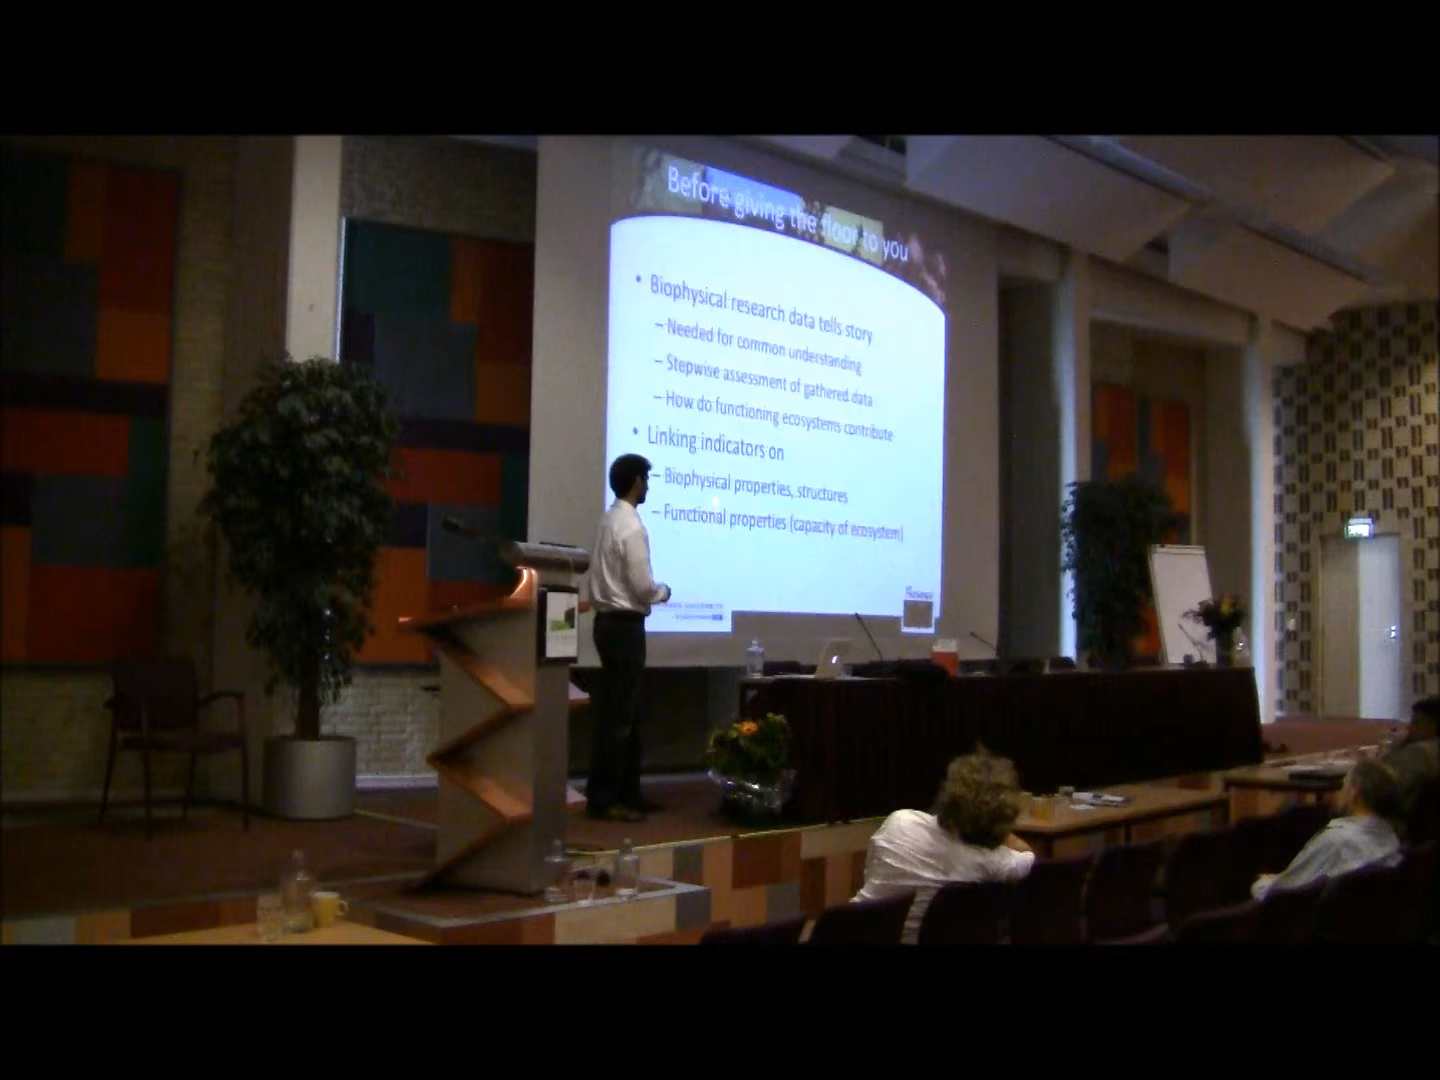 Before giving the floor to you
• Biophysical research data tells story
– Needed for common understanding
– Stepwise assessment of gathered data
– How do functioning ecosystems contribute
• Linking indicators on
– Biophysical properties, structures
– Functional properties (capacity of ecosystem)